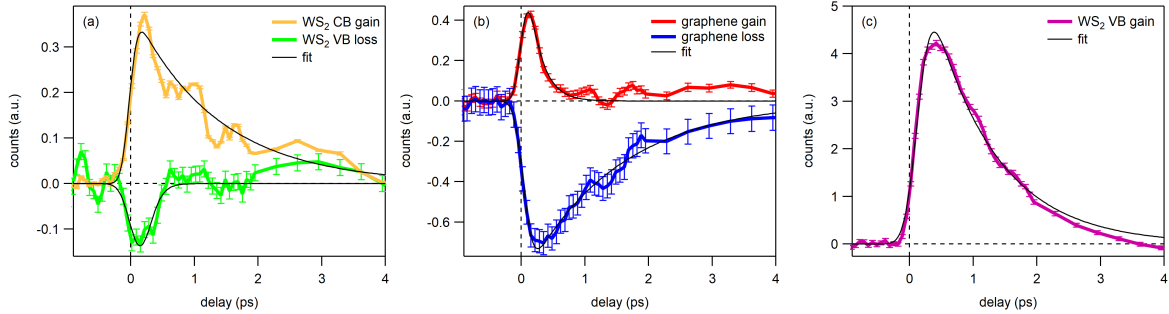 (a)
WS₂ CB gain
WS₂ VB loss
fit
counts (a.u.)
0.3
0.2
0.1
0.0
-0.1
0
1
2
3
4
delay (ps)
(b)
graphene gain
graphene loss
fit
counts (a.u.)
0.4
0.2
0.0
-0.2
-0.4
-0.6
0
1
2
3
4
delay (ps)
(c)
WS₂ VB gain
fit
counts (a.u.)
5
4
3
2
1
0
0
1
2
3
4
delay (ps)